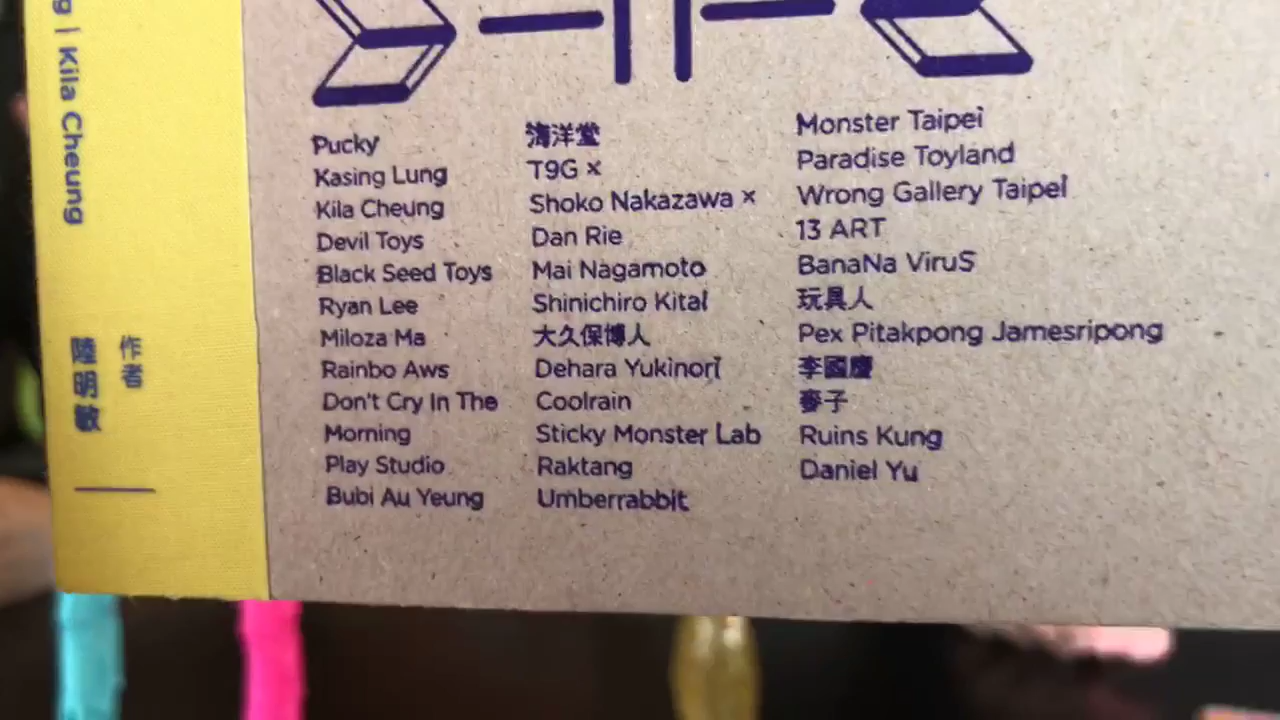 g | Kila Cheung
作者
陸明敏
Pucky
Kasing Lung
Kila Cheung
Devil Toys
Black Seed Toys
Ryan Lee
Miloza Ma
Rainbo Aws
Don't Cry In The
Morning
Play Studio
Bubi Au Yeung
海洋堂
T9G ×
Shoko Nakazawa ×
Dan Rie
Mai Nagamoto
Shinichiro Kitai
大久保博人
Dehara Yukinori
Coolrain
Sticky Monster Lab
Raktang
Umberrabbit
Monster Taipei
Paradise Toyland
Wrong Gallery Taipei
13 ART
BanaNa ViruS
玩具人
Pex Pitakpong Jamesripong
李國慶
麥子
Ruins Kung
Daniel Yu